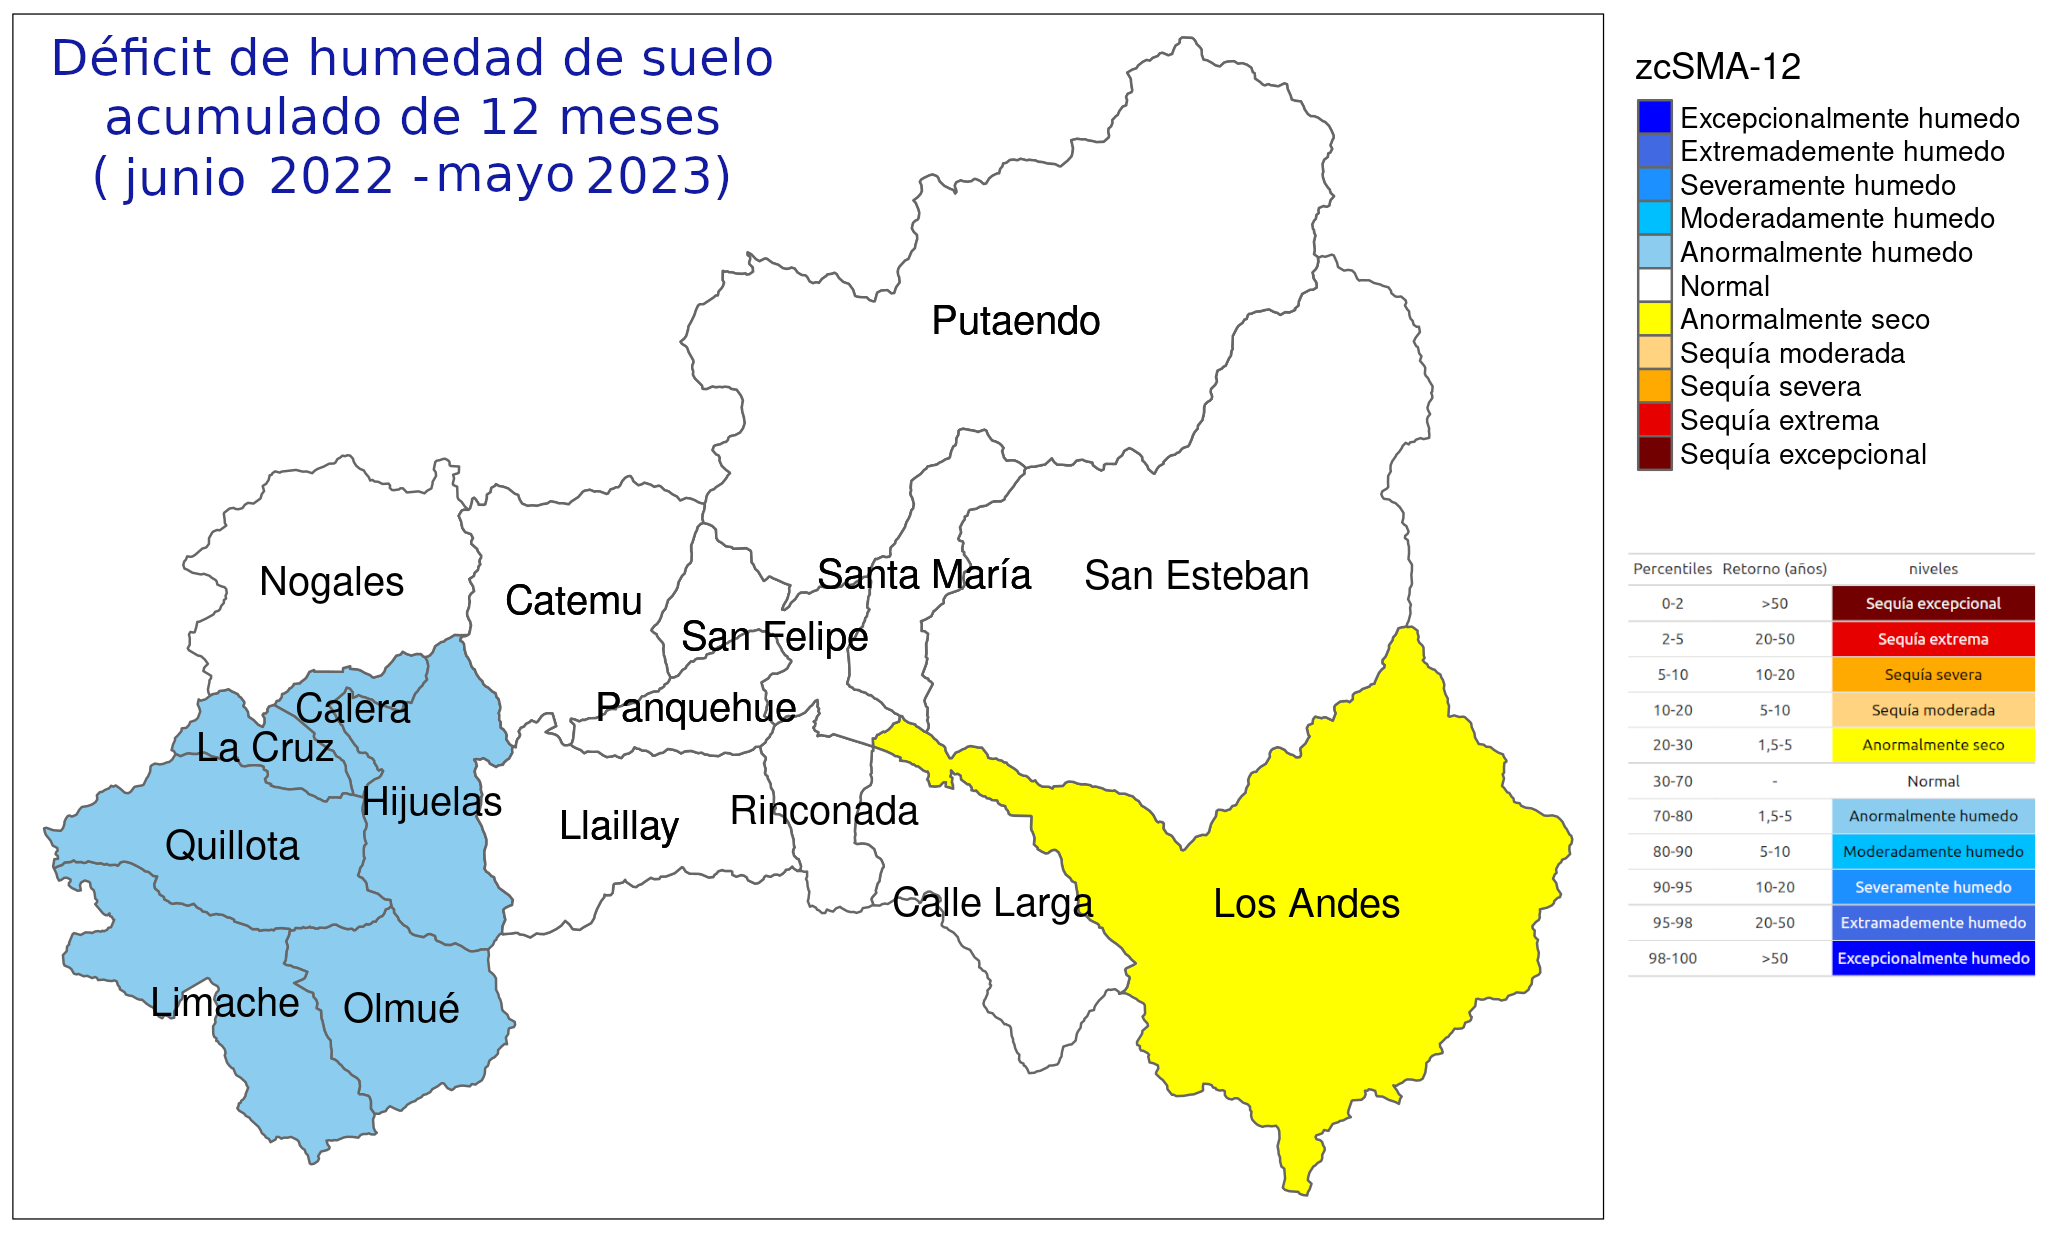 Déficit de humedad de suelo
acumulado de 12 meses
( junio 2022 - mayo 2023)
Putaendo
Santa María
San Esteban
Nogales
Catemu
San Felipe
Calera
Panquehue
La Cruz
Hijuelas
Rinconada
Llaillay
Quillota
Calle Larga
Los Andes
Limache
Olmué
zcSMA-12
Excepcionalmente humedo
Extremademente humedo
Severamente humedo
Moderadamente humedo
Anormalmente humedo
Normal
Anormalmente seco
Sequía moderada
Sequía severa
Sequía extrema
Sequía excepcional
Percentiles Retorno (años) niveles
0-2 >50 Sequía excepcional
2-5 20-50 Sequía extrema
5-10 10-20 Sequía severa
10-20 5-10 Sequía moderada
20-30 1,5-5 Anormalmente seco
30-70 - Normal
70-80 1,5-5 Anormalmente humedo
80-90 5-10 Moderadamente humedo
90-95 10-20 Severamente humedo
95-98 20-50 Extramademente humedo
98-100 >50 Excepcionalmente humedo